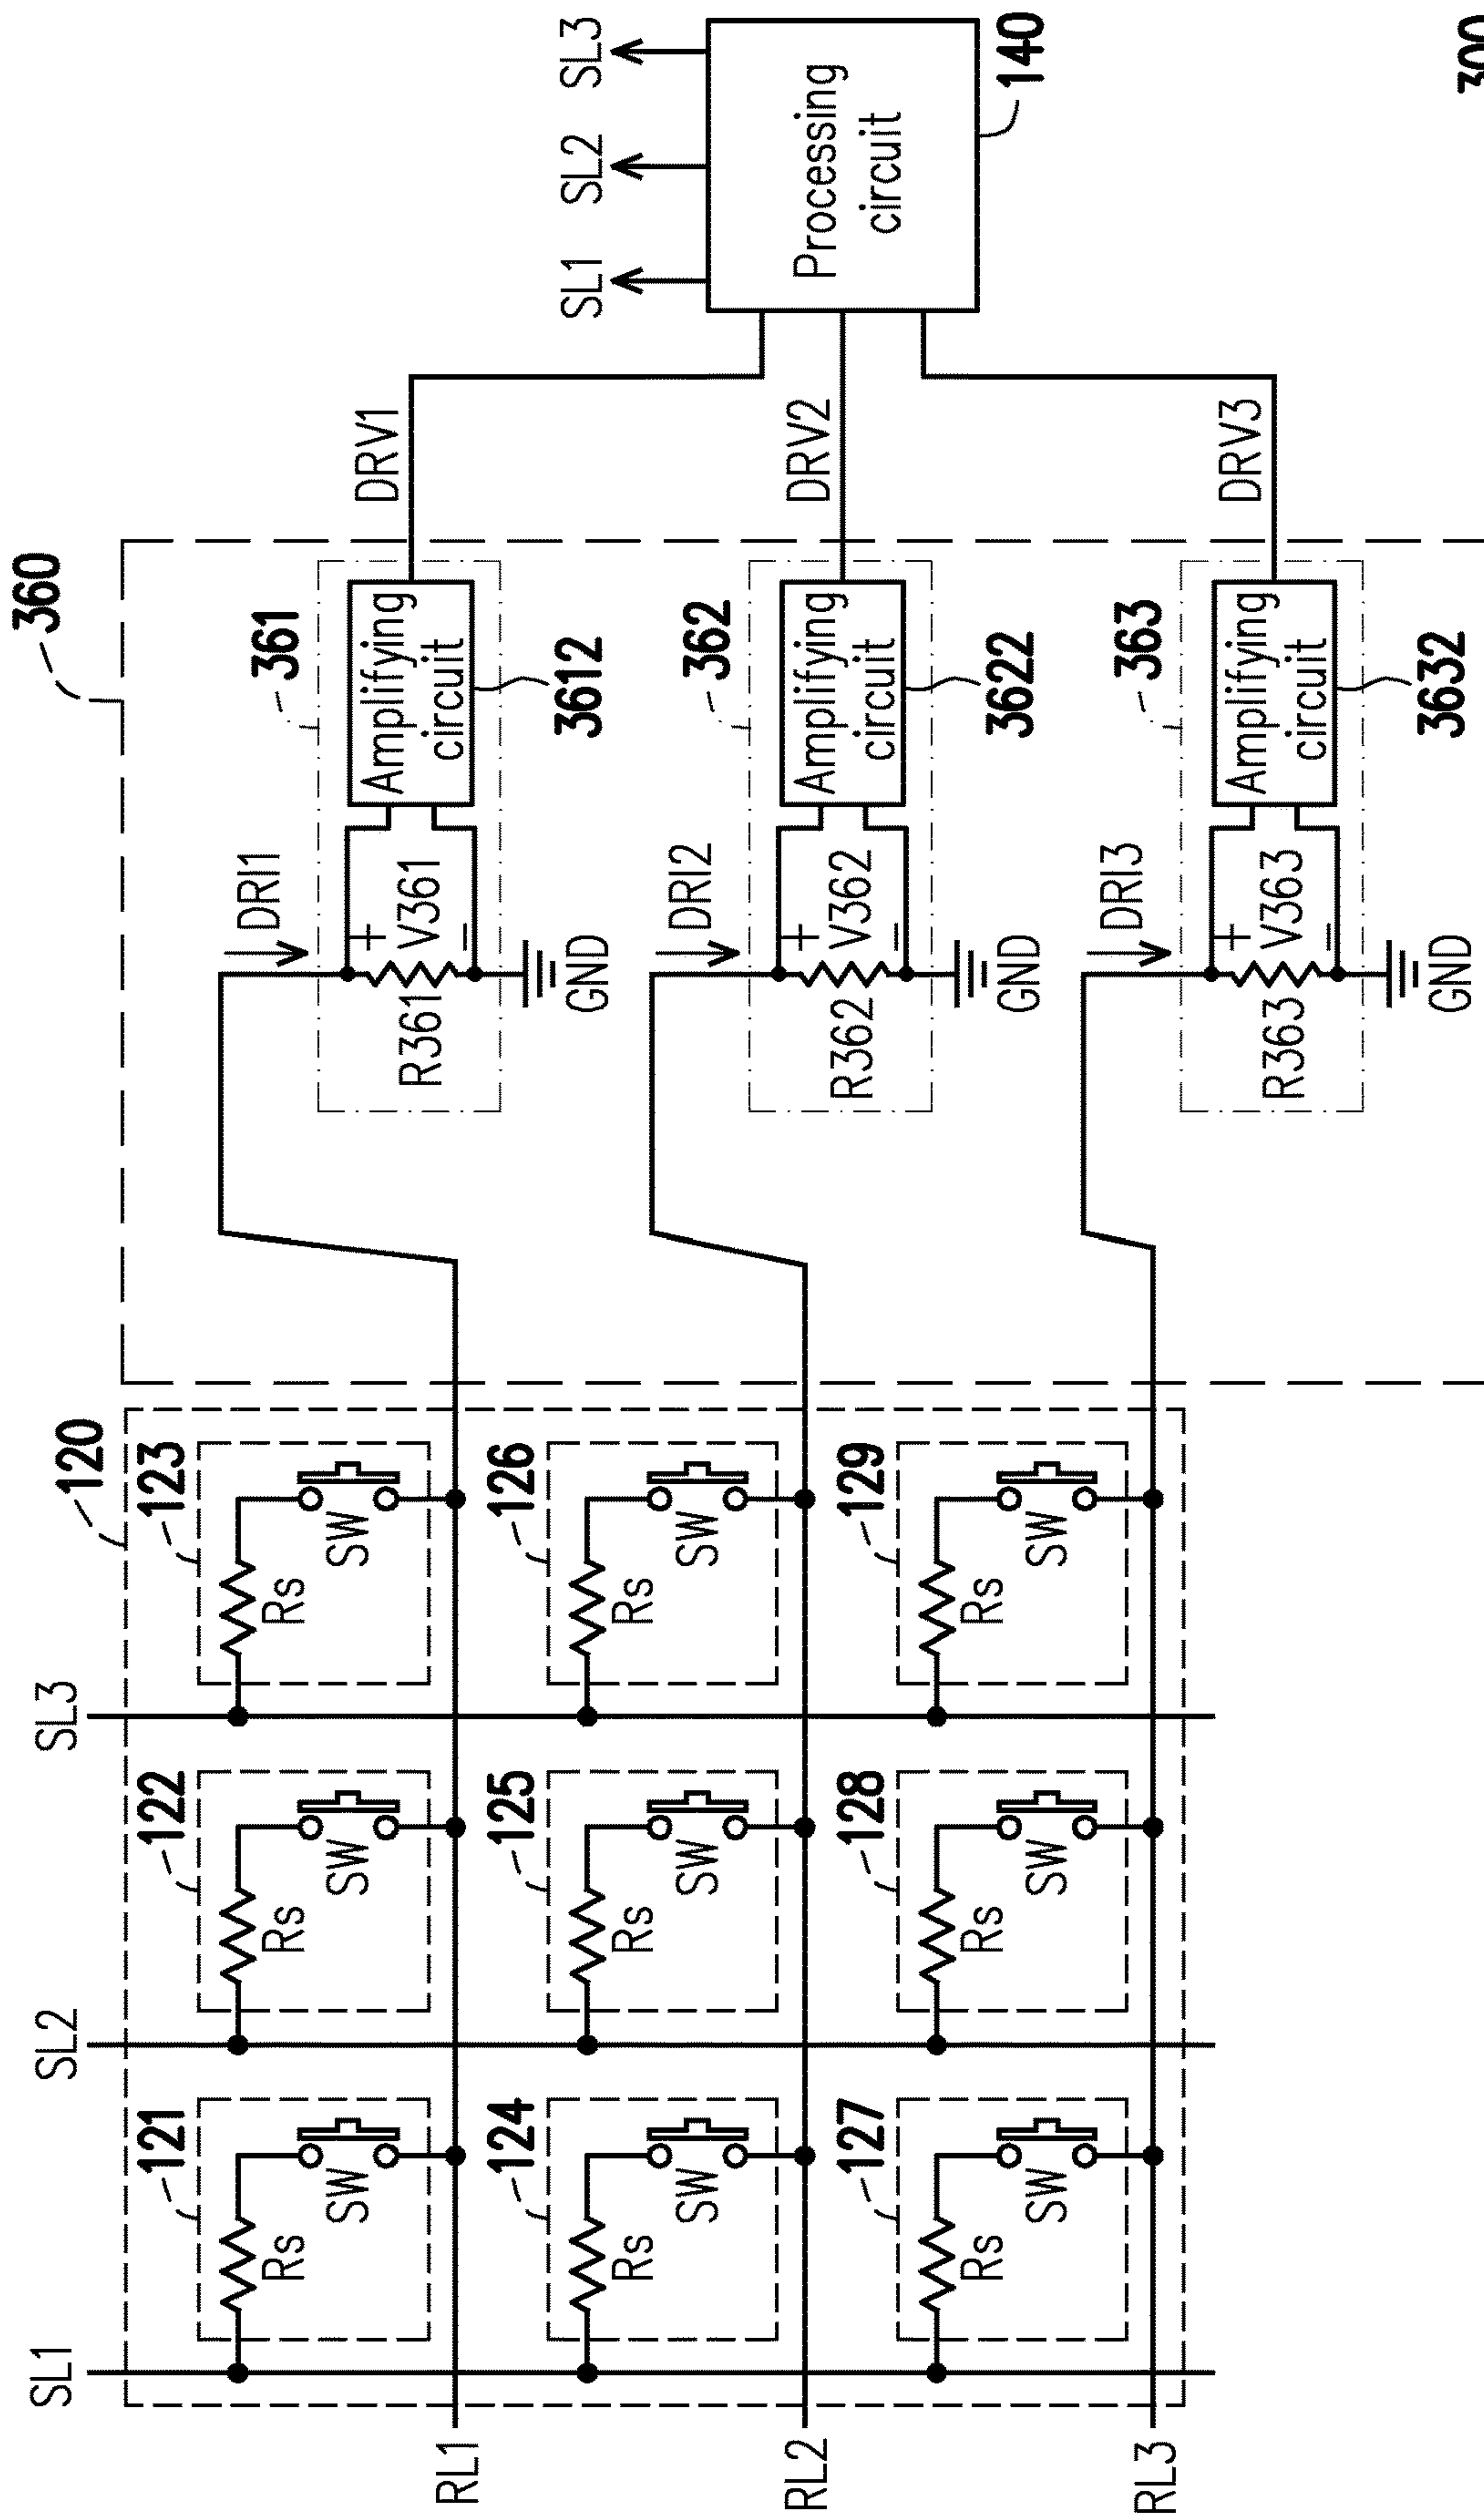 360
120
SL1
SL2
SL3
121
122
123
Rs
SW
Rs
SW
Rs
SW
RL1
124
125
126
Rs
SW
Rs
SW
Rs
SW
RL2
127
128
129
Rs
SW
Rs
SW
Rs
SW
RL3
DRI1
361
R361
+
V361
−
Amplifying
circuit
3612
GND
DRV1
DRI2
362
R362
+
V362
−
Amplifying
circuit
3622
GND
DRV2
DRI3
363
R363
+
V363
−
Amplifying
circuit
3632
GND
DRV3
SL1
SL2
SL3
Processing
circuit
140
300